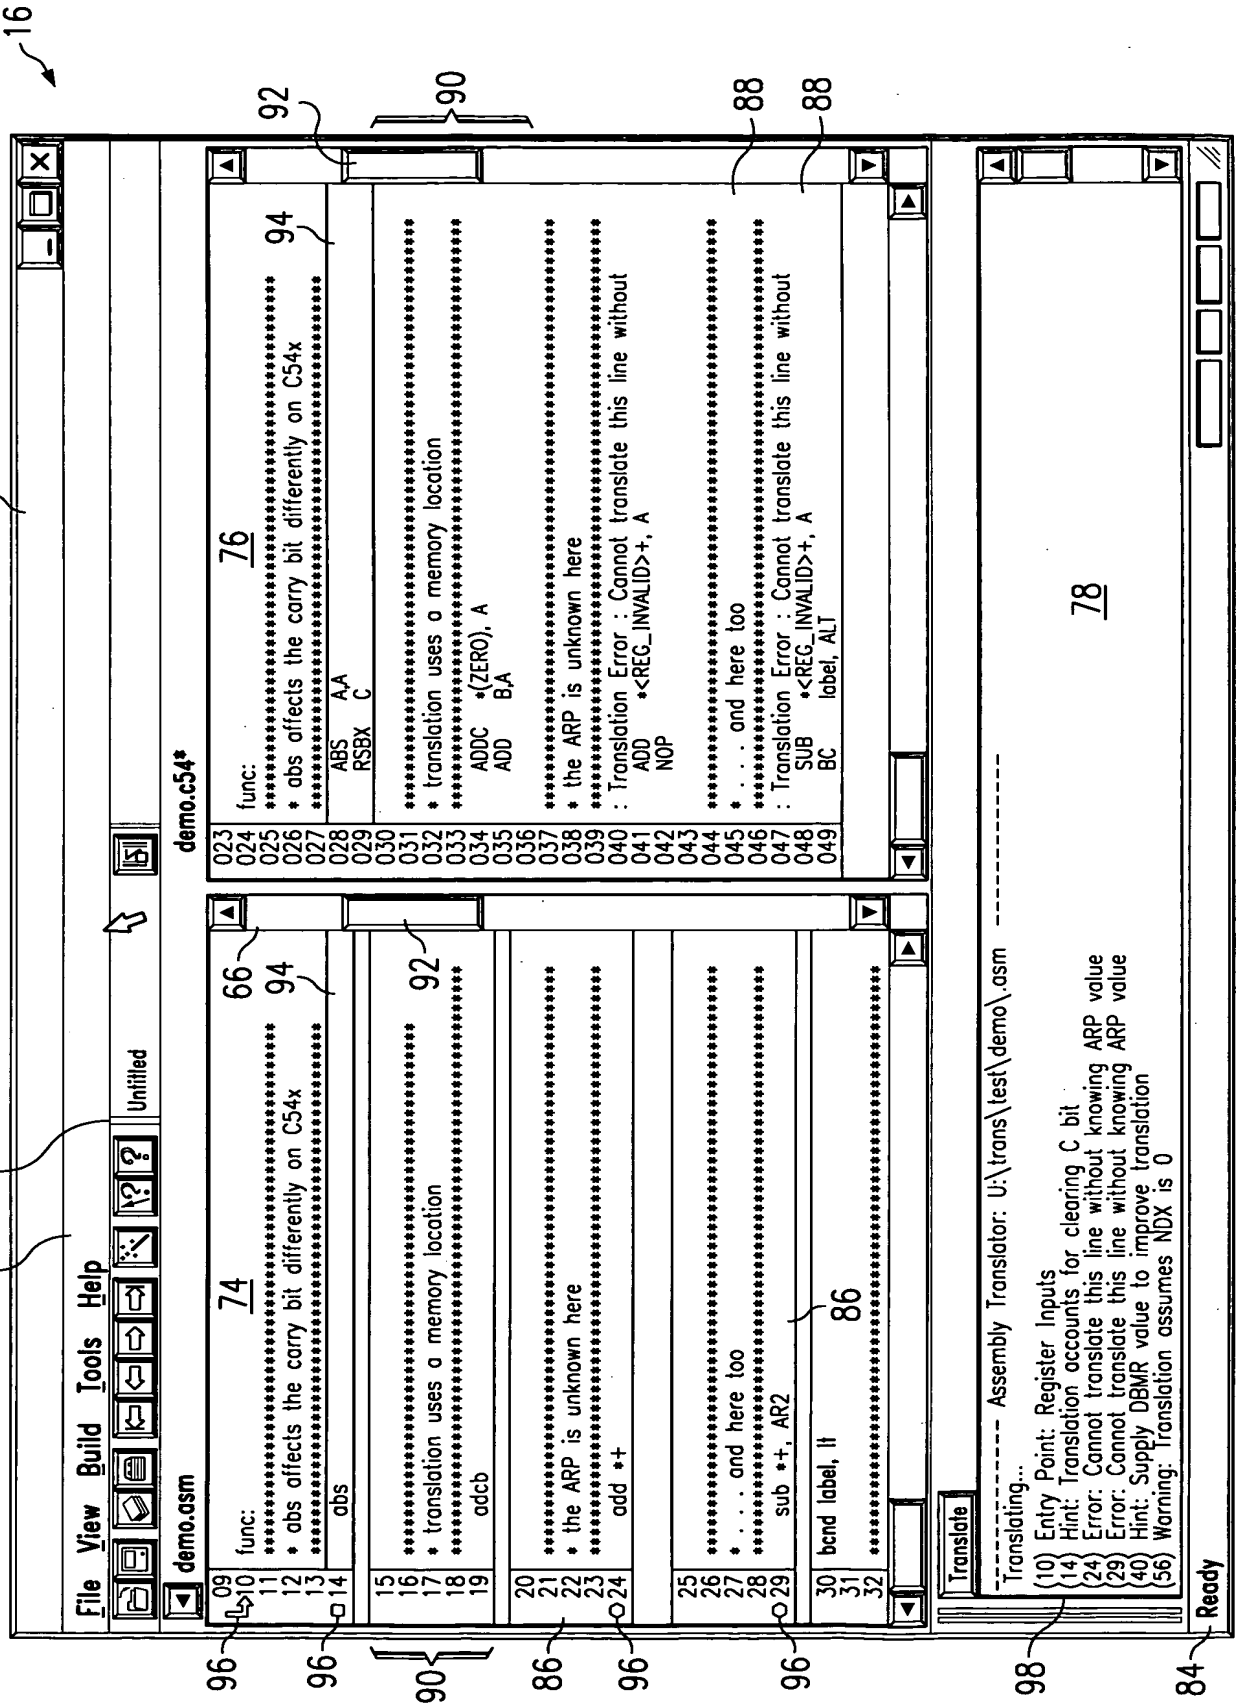 16
File View Build Tools Help
Untitled
demo.asm
74
66
94
09
10 func:
11 ****************************************
12 * abs affects the carry bit differently on C54x
13 ****************************************
14 abs
15
16 ****************************************
17 * translation uses a memory location
18 ****************************************
19 adcb
20
21 ****************************************
22 * the ARP is unknown here
23 ****************************************
24 add *+
25
26 ****************************************
27 * . . . and here too
28 ****************************************
29 sub *+, AR2
30 bcnd label, lt
31
32 ****************************************
96
96
90
86
96
96
92
86
demo.c54*
76
94
92
90
88
88
023
024 func:
025 ****************************************
026 * abs affects the carry bit differently on C54x
027 ****************************************
028 ABS A,A
029 RSBX C
030
031 ****************************************
032 * translation uses a memory location
033 ****************************************
034 ADDC *(ZERO), A
035 ADD B,A
036
037 ****************************************
038 * the ARP is unknown here
039 ****************************************
040 : Translation Error : Cannot translate this line without
041 ADD *<REG_INVALID>+, A
042 NOP
043
044 ****************************************
045 * . . . and here too
046 ****************************************
047 : Translation Error : Cannot translate this line without
048 SUB *<REG_INVALID>+, A
049 BC label, ALT
Translate
------------ Assembly Translator: U:\trans\test\demo\.asm ------------
Translating...
(10) Entry Point: Register Inputs
(14) Hint: Translation accounts for clearing C bit
(24) Error: Cannot translate this line without knowing ARP value
(29) Error: Cannot translate this line without knowing ARP value
(40) Hint: Supply DBMR value to improve translation
(56) Warning: Translation assumes NDX is 0
78
98
84
Ready